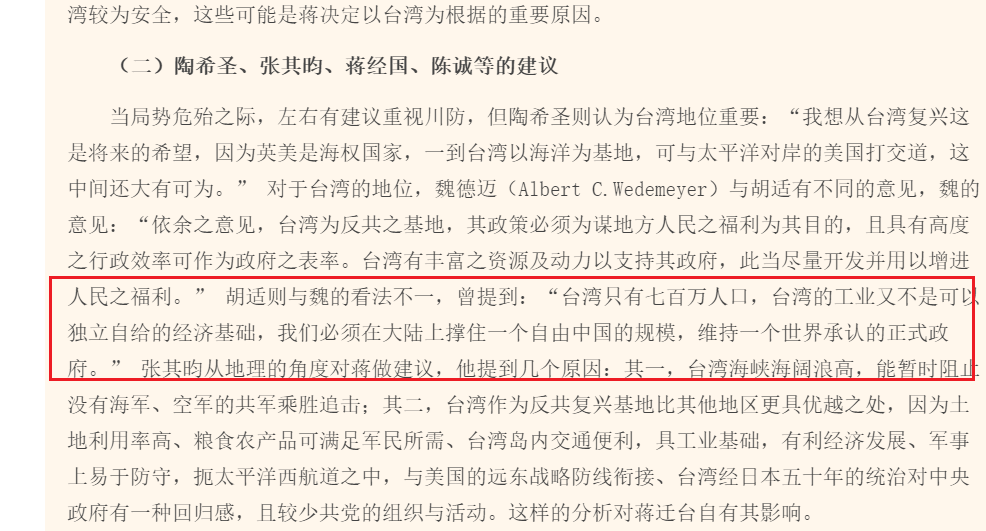 湾较为安全，这些可能是蒋决定以台湾为根据的重要原因。
（二）陶希圣、张其昀、蒋经国、陈诚等的建议
当局势危殆之际，左右有建议重视川防，但陶希圣则认为台湾地位重要：“我想从台湾复兴这
是将来的希望，因为英美是海权国家，一到台湾以海洋为基地，可与太平洋对岸的美国打交道，这
中间还大有可为。” 对于台湾的地位，魏德迈（Albert C.Wedemeyer）与胡适有不同的意见，魏的
意见：“依余之意见，台湾为反共之基地，其政策必须为谋地方人民之福利为其目的，且具有高度
之行政效率可作为政府之表率。台湾有丰富之资源及动力以支持其政府，此当尽量开发并用以增进
人民之福利。” 胡适则与魏的看法不一，曾提到：“台湾只有七百万人口，台湾的工业又不是可以
独立自给的经济基础，我们必须在大陆上撑住一个自由中国的规模，维持一个世界承认的正式政
府。” 张其昀从地理的角度对蒋做建议，他提到几个原因：其一，台湾海峡海阔浪高，能暂时阻止
没有海军、空军的共军乘胜追击；其二，台湾作为反共复兴基地比其他地区更具优越之处，因为土
地利用率高、粮食农产品可满足军民所需、台湾岛内交通便利，具工业基础，有利经济发展、军事
上易于防守，扼太平洋西航道之中，与美国的远东战略防线衔接、台湾经日本五十年的统治对中央
政府有一种回归感，且较少共党的组织与活动。这样的分析对蒋迁台自有其影响。